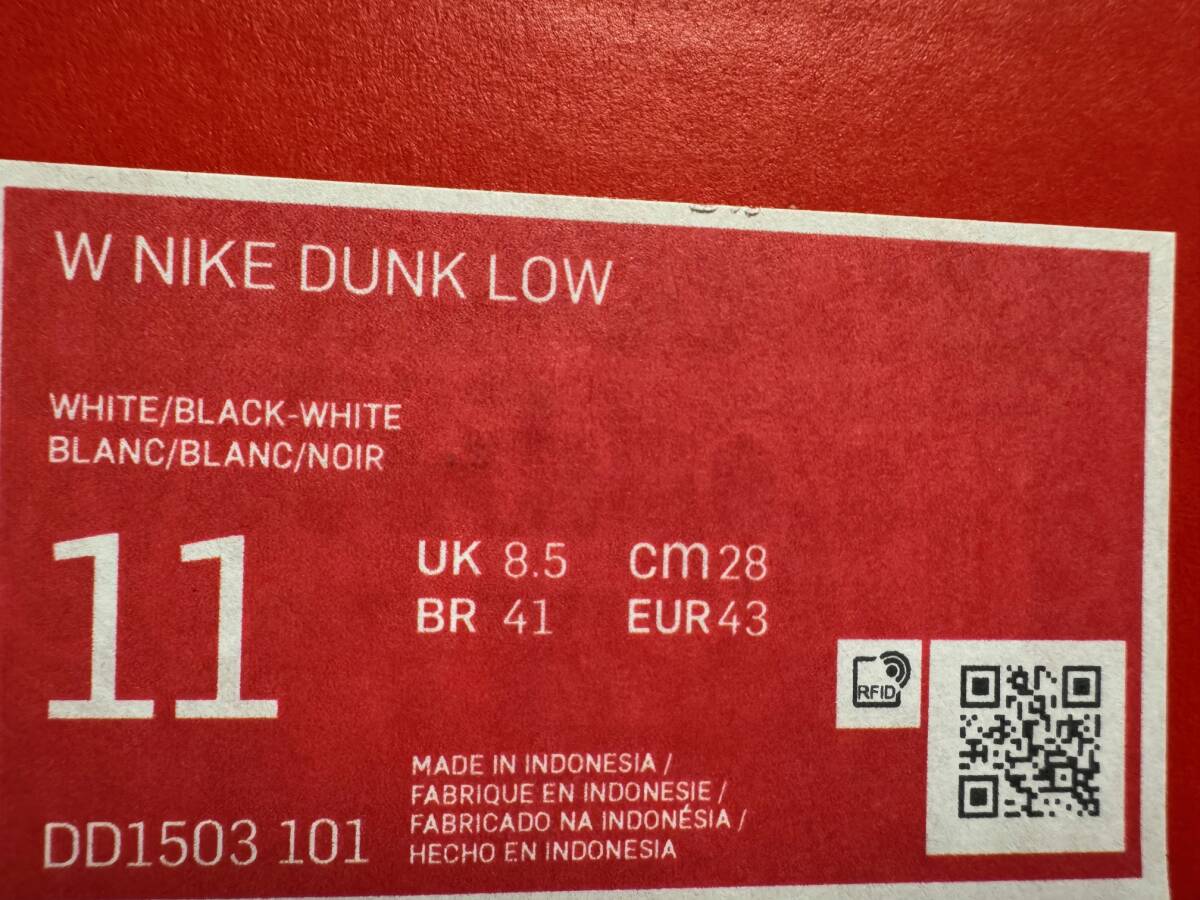 W NIKE DUNK LOW
WHITE/BLACK-WHITE
BLANC/BLANC/NOIR
11
UK 8.5 cm 28
BR 41 EUR 43
RFID
MADE IN INDONESIA /
FABRIQUE EN INDONESIE /
FABRICADO NA INDONÉSIA /
HECHO EN INDONESIA
DD1503 101